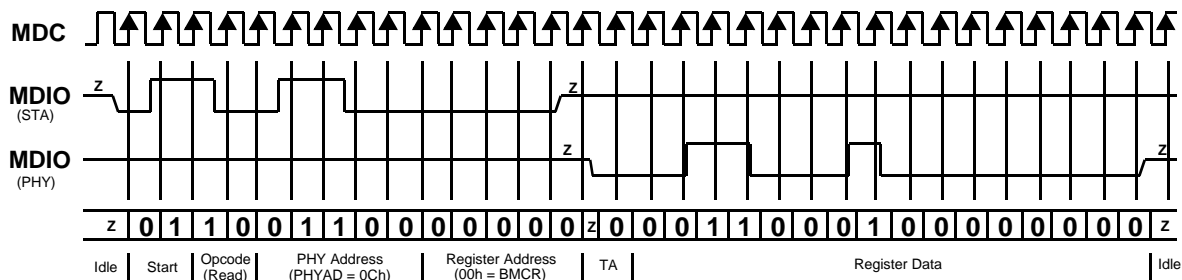 MDC
z
z
MDIO
(STA)
MDIO
z
z
(PHY)
z 0 1 1 0 0 1 1 0 0 0 0 0 0 0 z 0 0 0 1 1 0 0 0 1 0 0 0 0 0 0 0 0 z
Idle Start Opcode (Read) PHY Address (PHYAD = 0Ch) Register Address (00h = BMCR) TA Register Data Idle